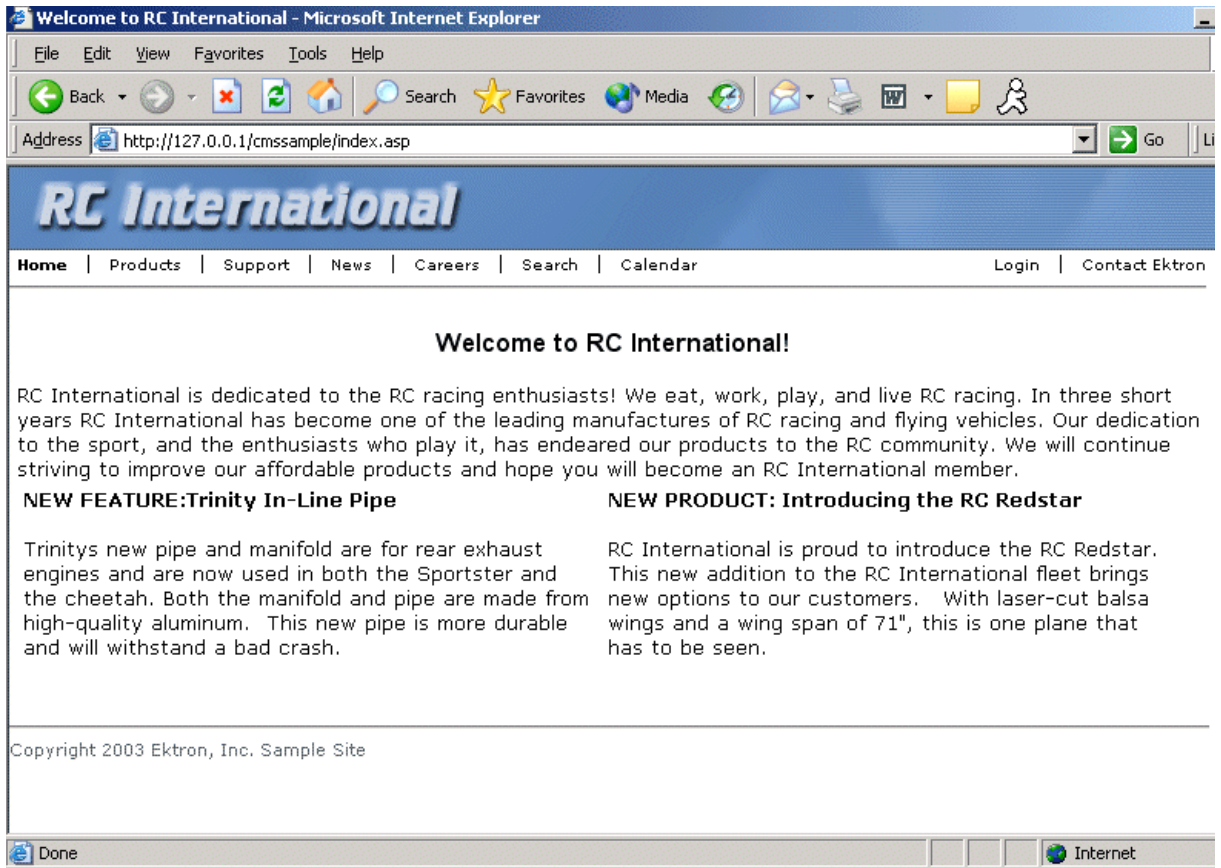 Welcome to RC International - Microsoft Internet Explorer
File Edit View Favorites Tools Help
Back Search Favorites Media
Address http://127.0.0.1/cmssample/index.asp Go Li
RC International
Home | Products | Support | News | Careers | Search | Calendar Login | Contact Ektron
Welcome to RC International!
RC International is dedicated to the RC racing enthusiasts! We eat, work, play, and live RC racing. In three short
years RC International has become one of the leading manufactures of RC racing and flying vehicles. Our dedication
to the sport, and the enthusiasts who play it, has endeared our products to the RC community. We will continue
striving to improve our affordable products and hope you will become an RC International member.
NEW FEATURE:Trinity In-Line Pipe
Trinitys new pipe and manifold are for rear exhaust
engines and are now used in both the Sportster and
the cheetah. Both the manifold and pipe are made from
high-quality aluminum. This new pipe is more durable
and will withstand a bad crash.
NEW PRODUCT: Introducing the RC Redstar
RC International is proud to introduce the RC Redstar.
This new addition to the RC International fleet brings
new options to our customers. With laser-cut balsa
wings and a wing span of 71", this is one plane that
has to be seen.
Copyright 2003 Ektron, Inc. Sample Site
Done Internet